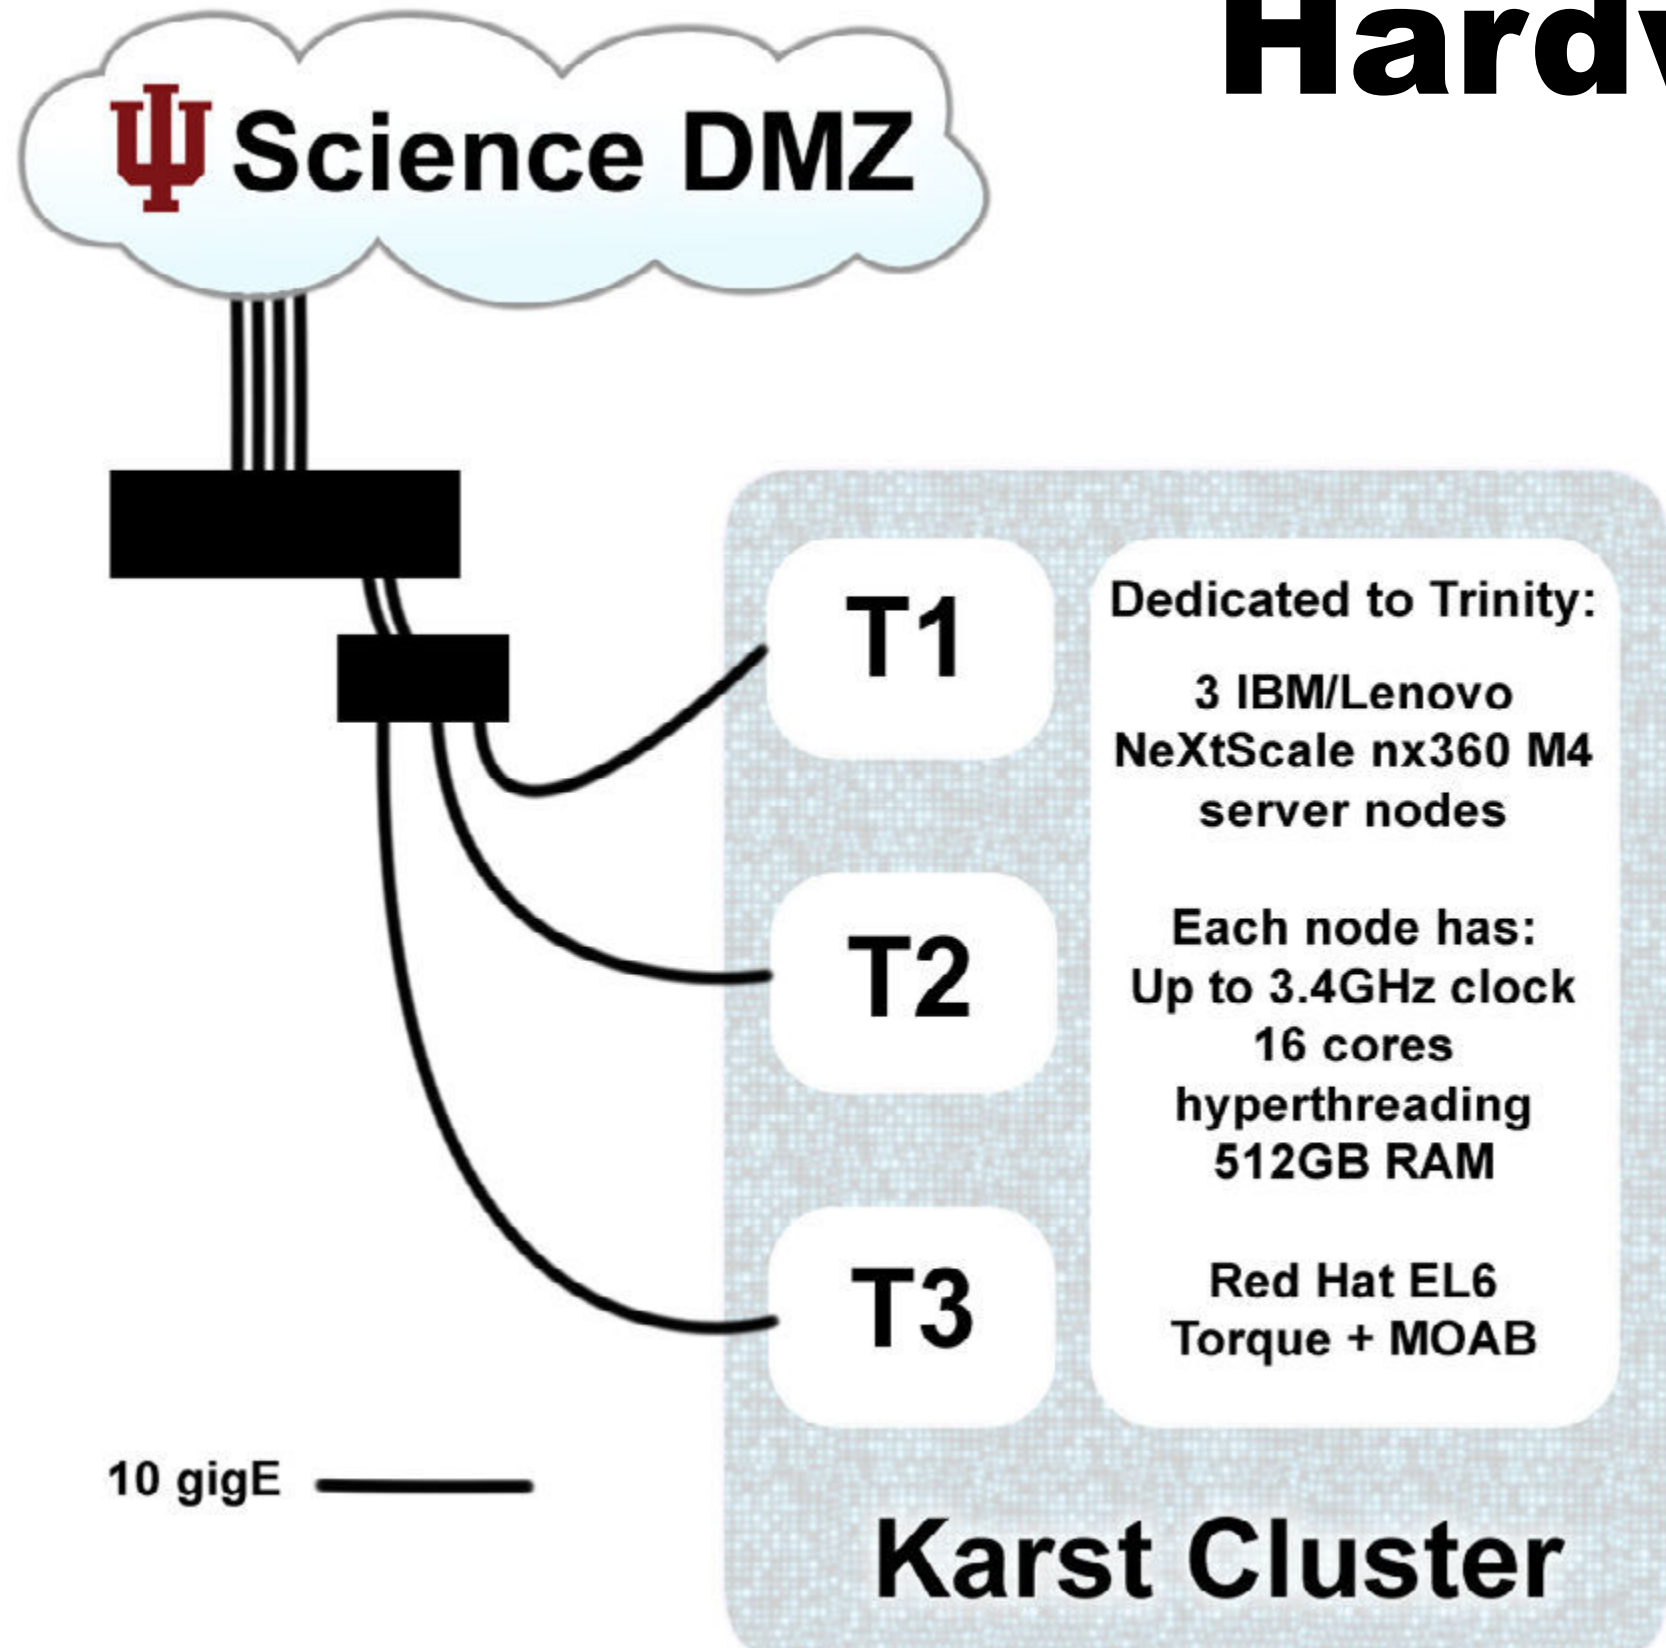 Science DMZ
T1
T2
T3
Dedicated to Trinity:
3 IBM/Lenovo
NeXtScale nx360 M4
server nodes
Each node has:
Up to 3.4GHz clock
16 cores
hyperthreading
512GB RAM
Red Hat EL6
Torque + MOAB
10 gigE
Karst Cluster